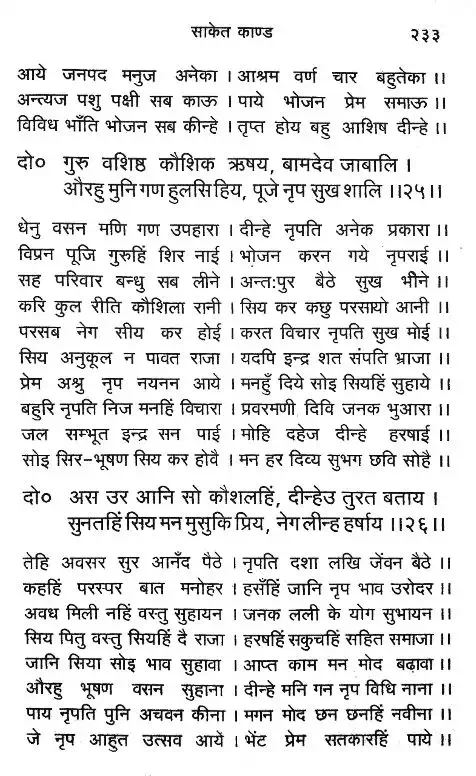 साकेत काण्ड २३३
आये जनपद मनुज अनेका । आश्रम वर्ण चार बहुतेका ।।
अन्त्यज पशु पक्षी सब काऊ । पाये भोजन प्रेम समाऊ ।।
विविध भाँति भोजन सब कीन्हे । तृप्त होय बहु आशिष दीन्हे ।।
दो० गुरु वशिष्ठ कौशिक ऋषय, बामदेव जाबालि ।
औरहु मुनि गण हुलसि हिय, पूजे नृप सुख शालि ।।२५।।
धेनु वसन मणि गण उपहारा । दीन्हे नृपति अनेक प्रकारा ।।
विप्रन पूजि गुरुहिं शिर नाई । भोजन करन गये नृपराई ।।
सह परिवार बन्धु सब लीने । अन्त:पुर बैठे सुख भीने ।।
करि कुल रीति कौशिला रानी । सिय कर कछु परसायो आनी ।।
परसब नेग सीय कर होई । करत विचार नृपति सुख मोई ।।
सिय अनुकूल न पावत राजा । यदपि इन्द्र शत संपति भ्राजा ।।
प्रेम अश्रु नृप नयनन आये । मनहुँ दिये सोइ सियहिं सुहाये ।।
बहुरि नृपति निज मनहिं विचारा । प्रवरमणी दिवि जनक भुआरा ।।
जल सम्भूत इन्द्र सन पाई । मोहि दहेज दीन्हे हरषाई ।।
सोइ सिर-भूषण सिय कर होवै । मन हर दिव्य सुभग छवि सोहै ।।
दो० अस उर आनि सो कौशलहिं, दीन्हेउ तुरत बताय ।
सुनतहिं सिय मन मुसुकि प्रिय, नेग लीन्ह हर्षाय ।।२६।।
तेहि अवसर सुर आनँद पैठे । नृपति दशा लखि जेंवन बैठे ।।
कहहिं परस्पर बात मनोहर । हसँहिं जानि नृप भाव उरोदर ।।
अवध मिली नहिं वस्तु सुहायन । जनक लली के योग सुभायन ।।
सिय पितु वस्तु सियहिं दै राजा । हरषहिं सकुचहिं सहित समाजा ।।
जानि सिया सोइ भाव सुहावा । आप्त काम मन मोद बढ़ावा ।।
औरहु भूषण वसन सुहाना । दीन्हे मनि गन नृप विधि नाना ।।
पाय नृपति पुनि अचवन कीना । मगन मोद छन छनहिं नवीना ।।
जे नृप आहुत उत्सव आयें । भेंट प्रेम सतकारहिं पाये ।।